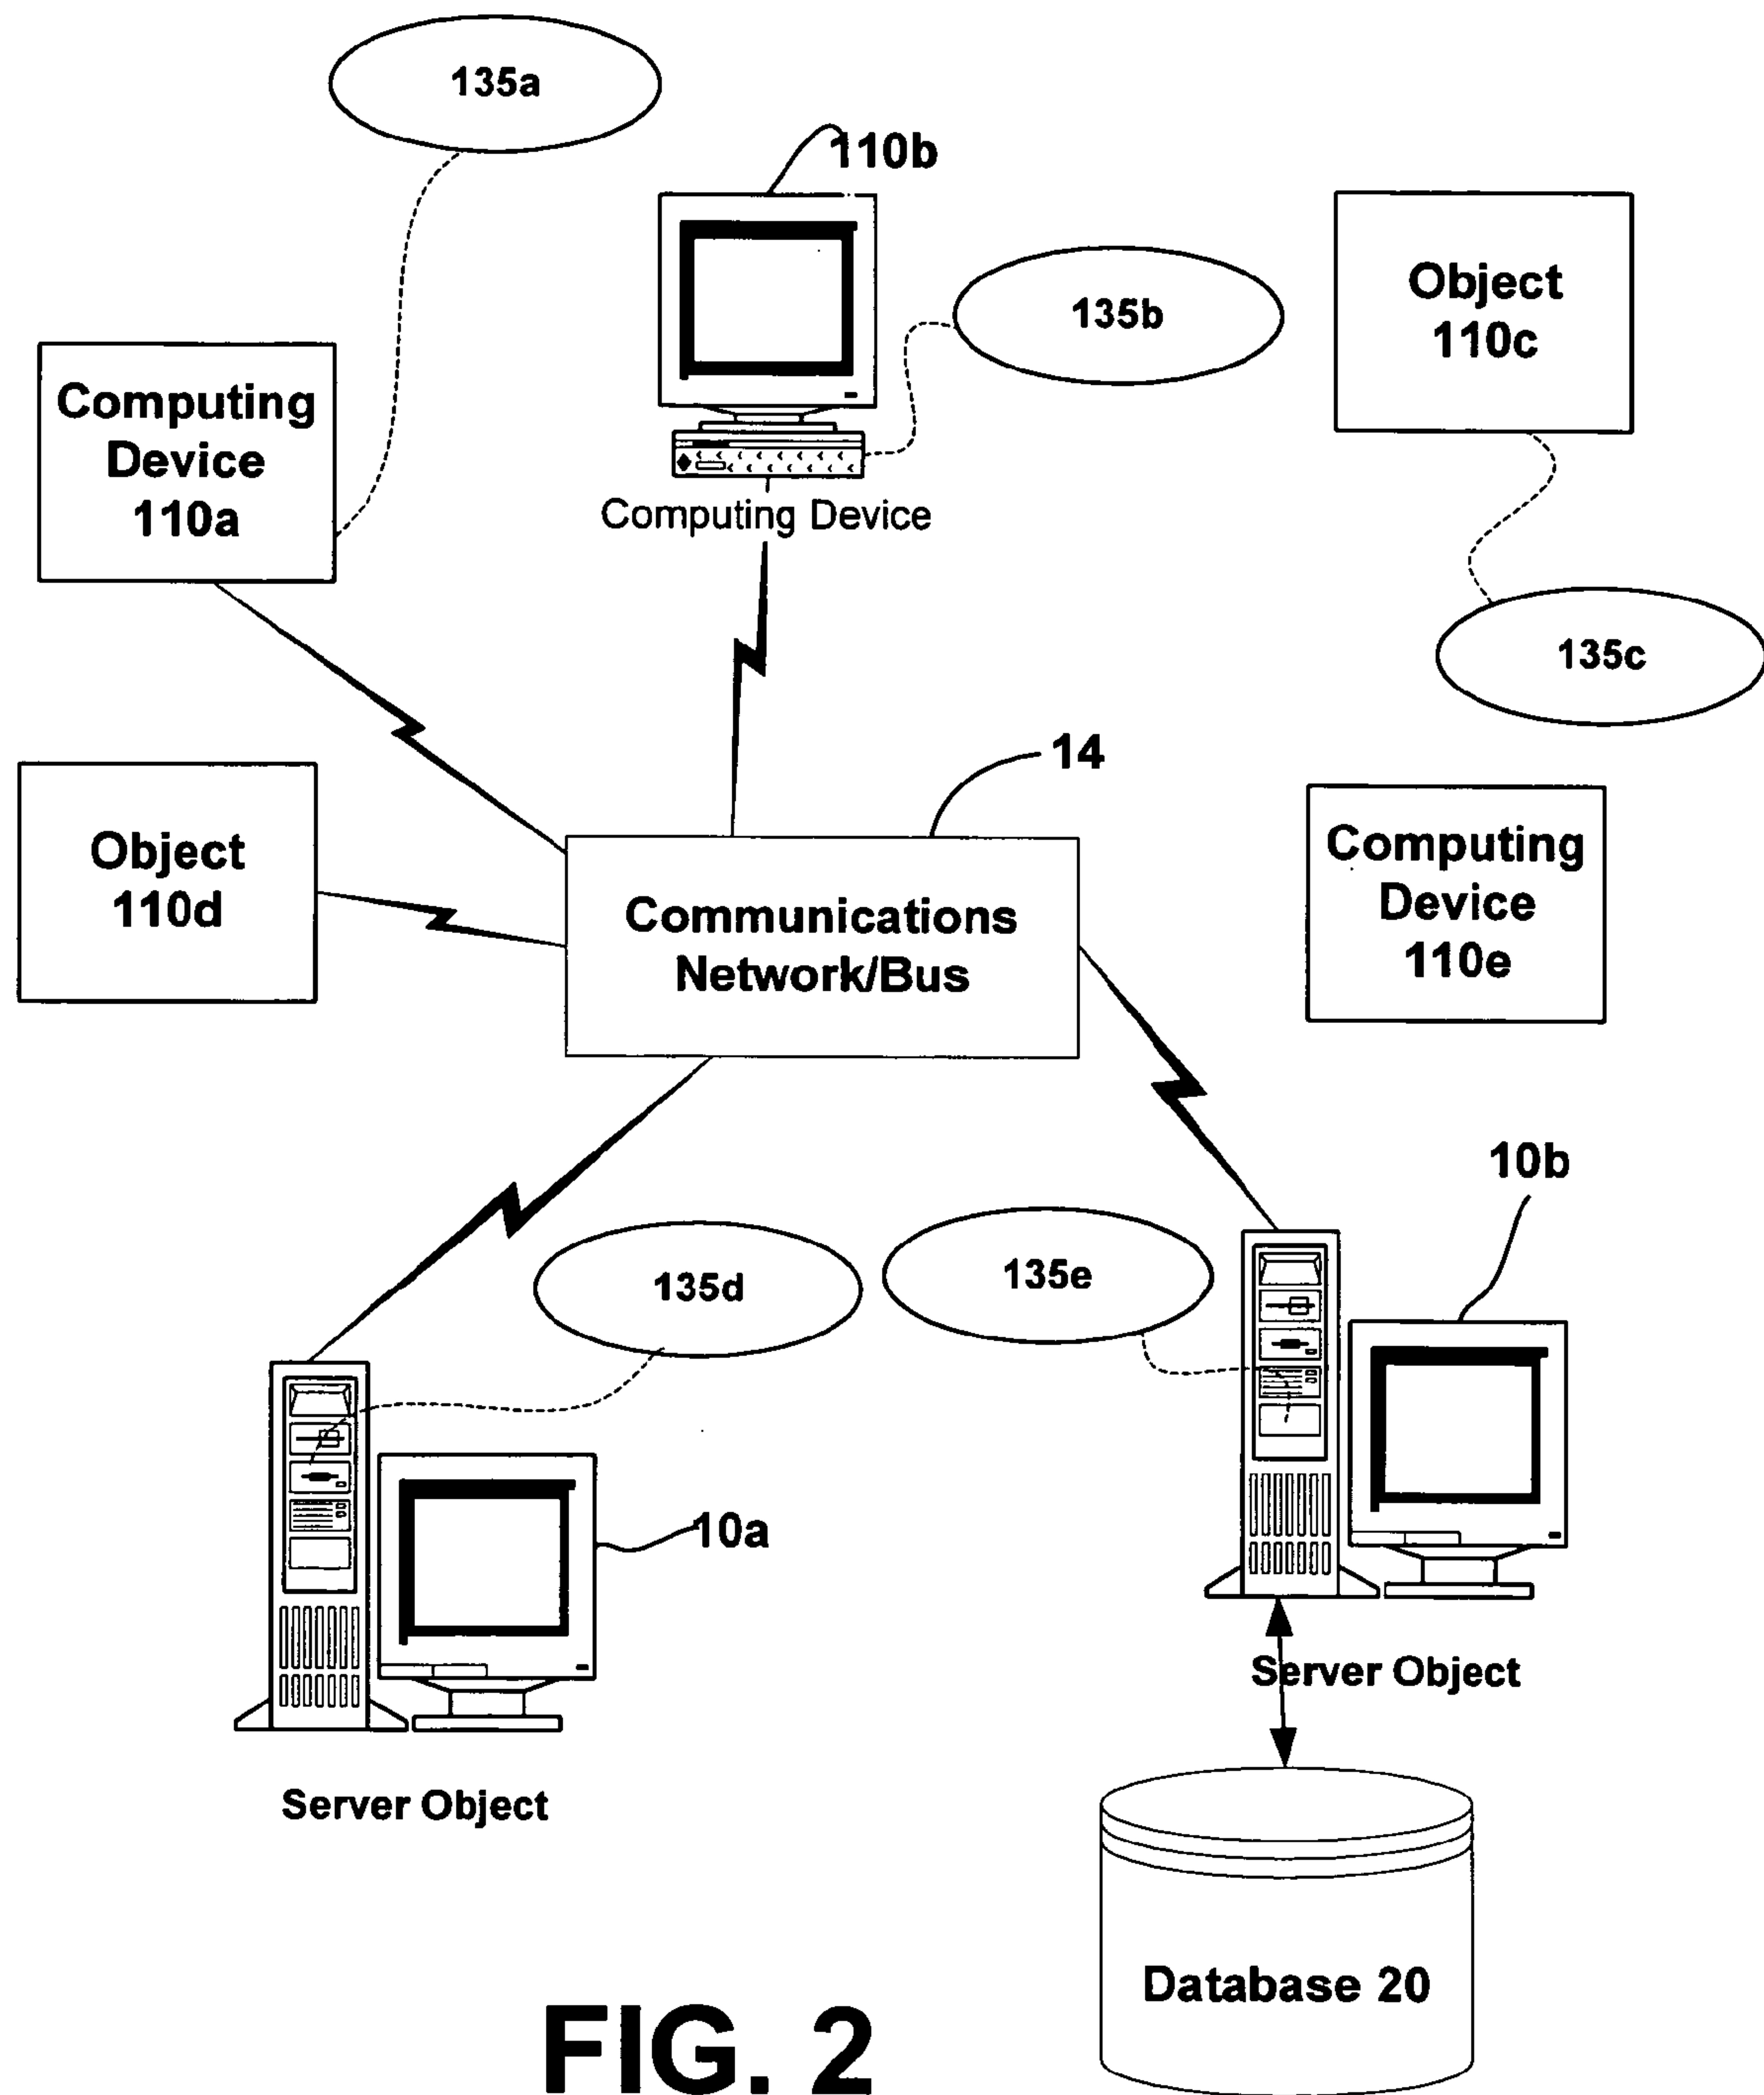 135a
110b
Object
110c
135b
Computing
Device
110a
Computing Device
135c
14
Object
110d
Computing
Device
110e
Communications
Network/Bus
10b
135d
135e
10a
Server Object
Server Object
Database 20
FIG. 2